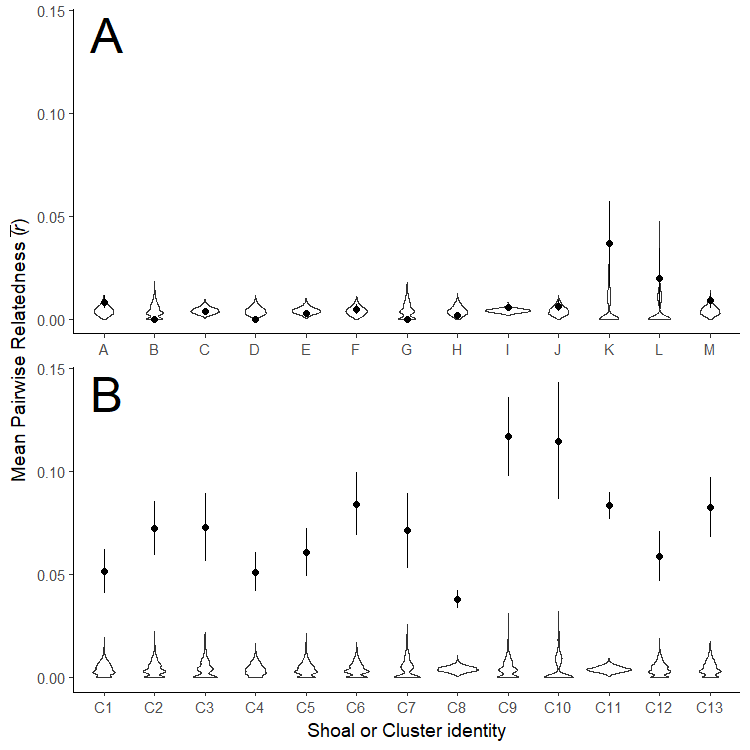 A
0.15
0.10
0.05
0.00
A B C D E F G H I J K L M
Mean Pairwise Relatedness (r̅)
B
0.15
0.10
0.05
0.00
C1 C2 C3 C4 C5 C6 C7 C8 C9 C10 C11 C12 C13
Shoal or Cluster identity